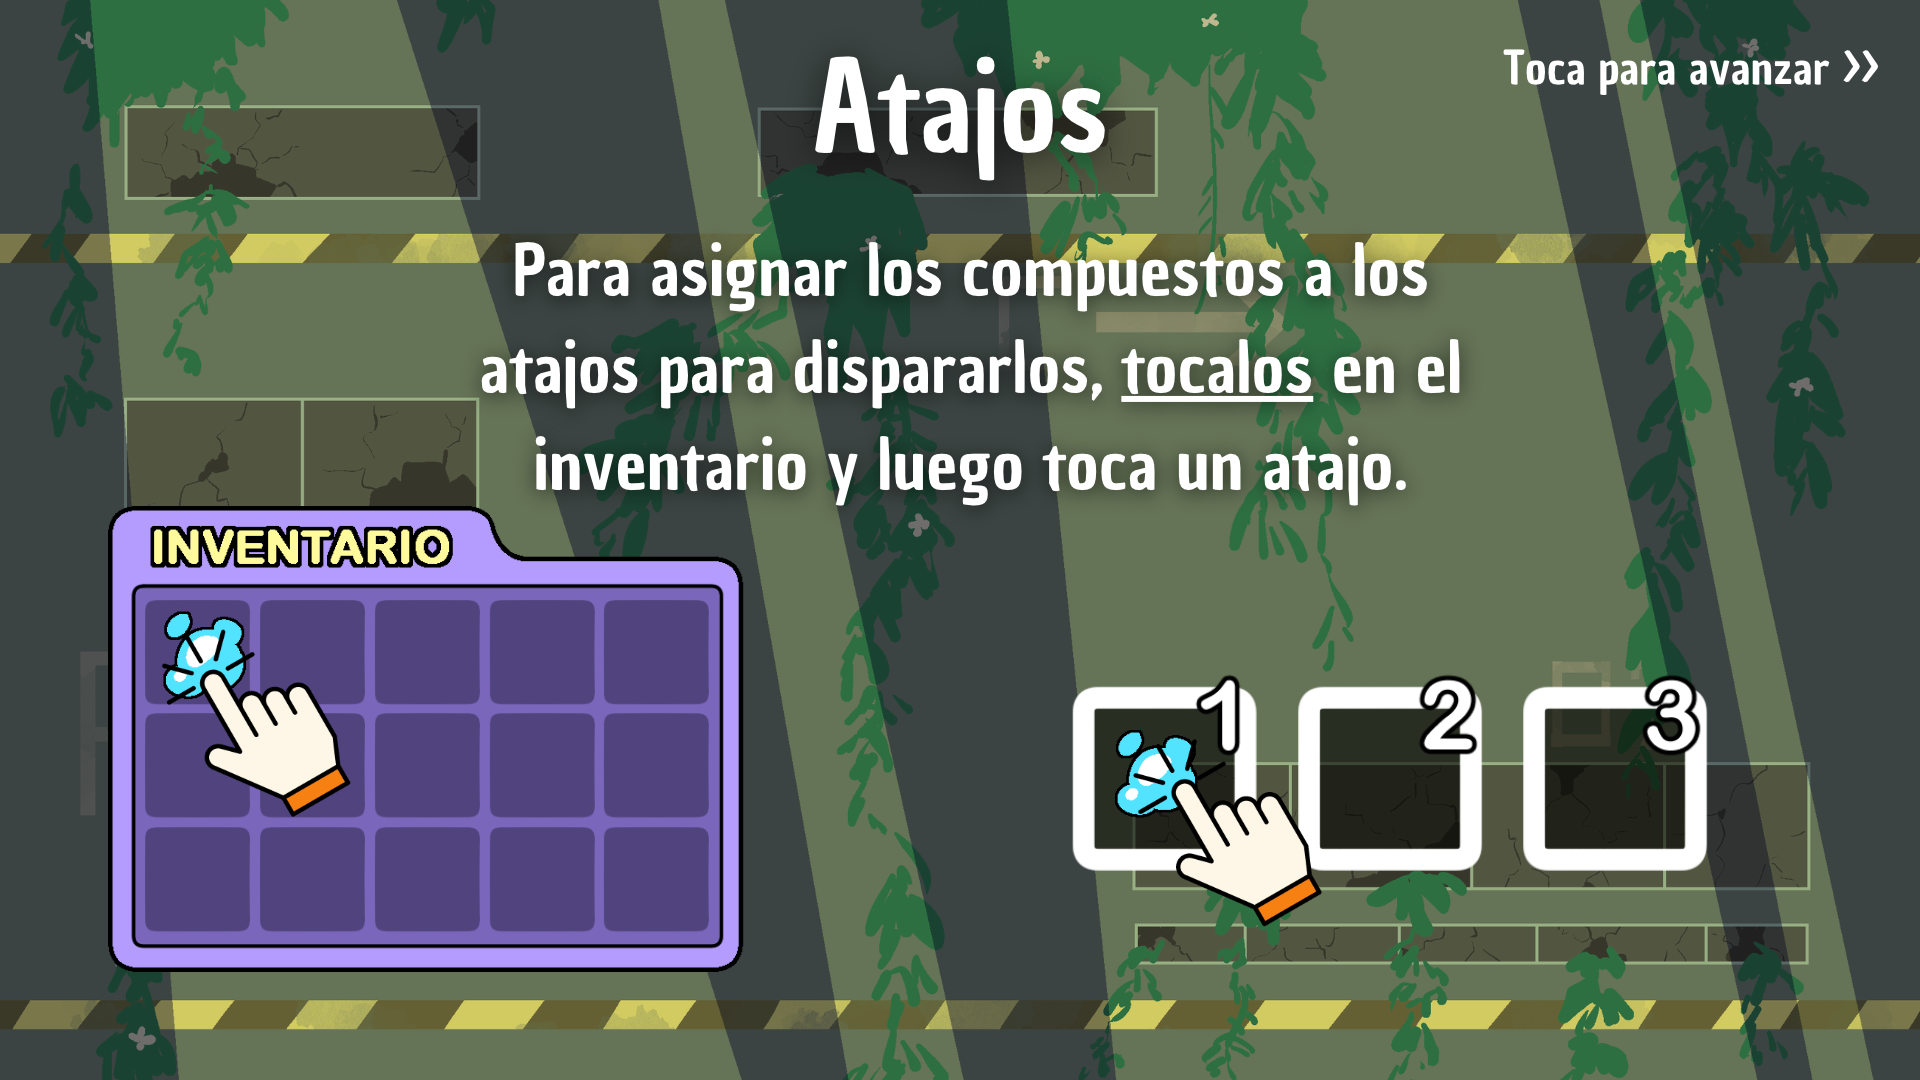 Atajos
Toca para avanzar >>
Para asignar los compuestos a los
atajos para dispararlos, tocalos en el
inventario y luego toca un atajo.
INVENTARIO
1
2
3